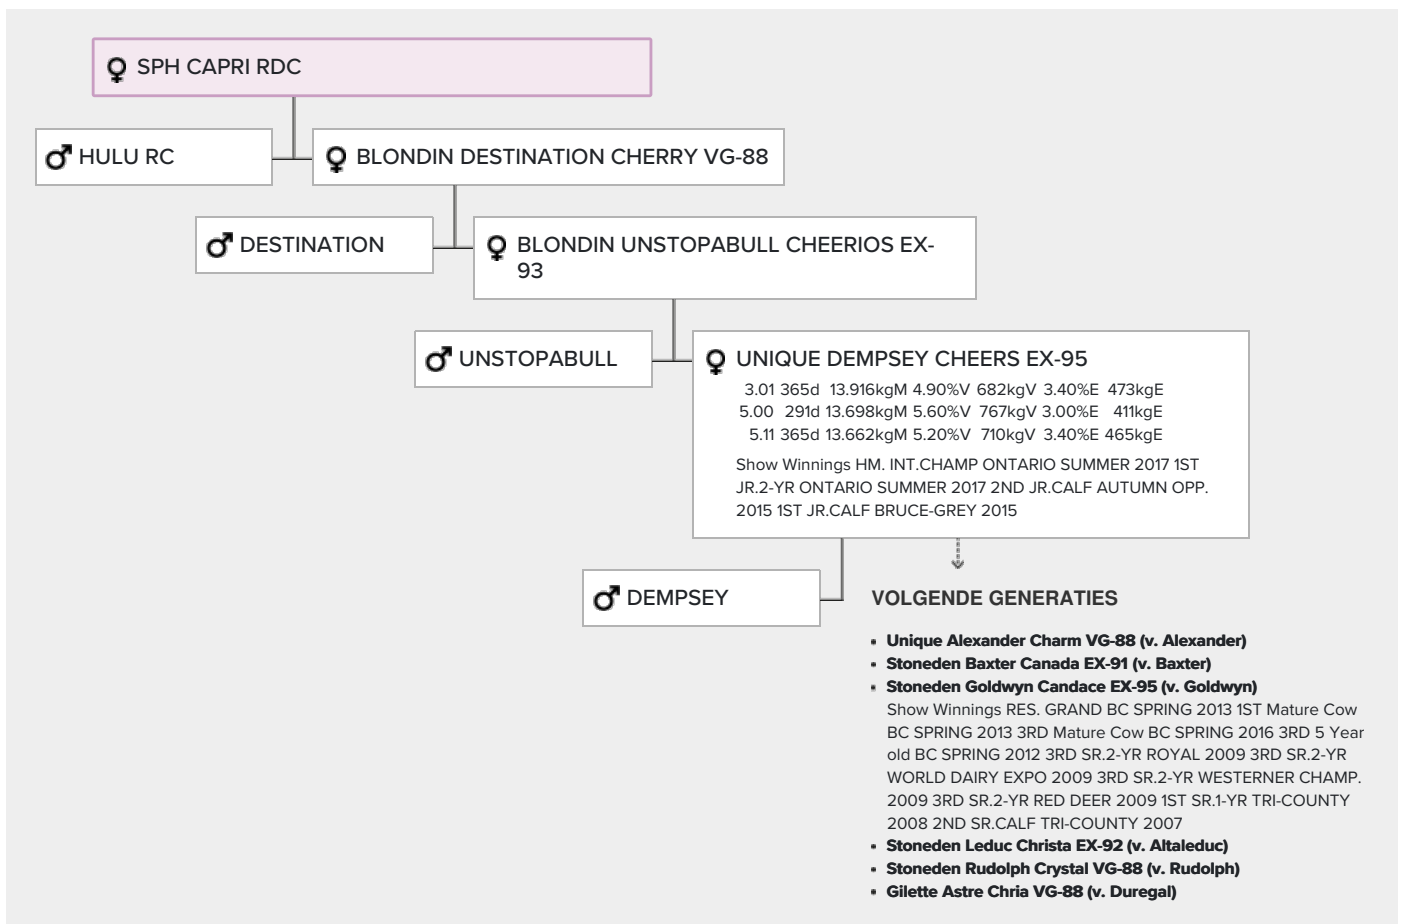 SPH CAPRI RDC
HULU RC
BLONDIN DESTINATION CHERRY VG-88
DESTINATION
BLONDIN UNSTOPABULL CHEERIOS EX-
93
UNSTOPABULL
UNIQUE DEMPSEY CHEERS EX-95
3.01 365d 13.916kgM 4.90%V 682kgV 3.40%E 473kgE
5.00 291d 13.698kgM 5.60%V 767kgV 3.00%E 411kgE
5.11 365d 13.662kgM 5.20%V 710kgV 3.40%E 465kgE
Show Winnings HM. INT.CHAMP ONTARIO SUMMER 2017 1ST
JR.2-YR ONTARIO SUMMER 2017 2ND JR.CALF AUTUMN OPP.
2015 1ST JR.CALF BRUCE-GREY 2015
DEMPSEY
VOLGENDE GENERATIES
• Unique Alexander Charm VG-88 (v. Alexander)
• Stoneden Baxter Canada EX-91 (v. Baxter)
• Stoneden Goldwyn Candace EX-95 (v. Goldwyn)
Show Winnings RES. GRAND BC SPRING 2013 1ST Mature Cow
BC SPRING 2013 3RD Mature Cow BC SPRING 2016 3RD 5 Year
old BC SPRING 2012 3RD SR.2-YR ROYAL 2009 3RD SR.2-YR
WORLD DAIRY EXPO 2009 3RD SR.2-YR WESTERNER CHAMP.
2009 3RD SR.2-YR RED DEER 2009 1ST SR.1-YR TRI-COUNTY
2008 2ND SR.CALF TRI-COUNTY 2007
• Stoneden Leduc Christa EX-92 (v. Altaleduc)
• Stoneden Rudolph Crystal VG-88 (v. Rudolph)
• Gilette Astre Chria VG-88 (v. Duregal)